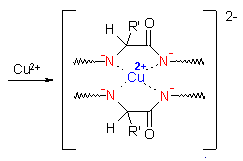 2-
R' O
H
Cu²⁺ N⁻ 2+ N⁻
Cu
N⁻ N⁻
H
R' O